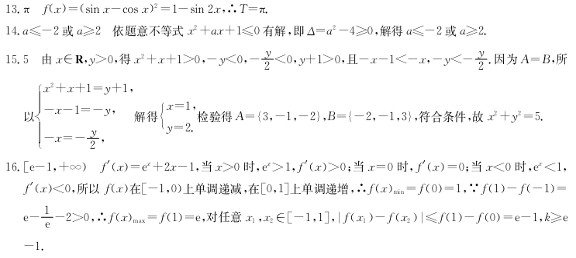 13. π f(x)=(sin x-cos x)²=1-sin 2x,∴T=π.
14. a≤-2 或 a≥2 依题意不等式 x²+ax+1≤0 有解,即 Δ=a²-4≥0,解得 a≤-2 或 a≥2.
15. 5 由 x∈R,y>0,得 x²+x+1>0,-y<0,-y/2<0,y+1>0,且-x-1<-x,-y<-y/2.因为 A=B,所
以{x²+x+1=y+1, -x-1=-y, -x=-y/2, 解得{x=1, y=2. 检验得 A={3,-1,-2},B={-2,-1,3},符合条件,故 x²+y²=5.
16. [e-1,+∞) f′(x)=eˣ+2x-1,当 x>0 时,eˣ>1,f′(x)>0;当 x=0 时,f′(x)=0;当 x<0 时,eˣ<1,
f′(x)<0,所以 f(x)在[-1,0)上单调递减,在[0,1]上单调递增,∴f(x)min=f(0)=1,∵f(1)-f(-1)=
e-1/e-2>0,∴f(x)max=f(1)=e,对任意 x₁,x₂∈[-1,1],|f(x₁)-f(x₂)|≤f(1)-f(0)=e-1,k≥e
-1.